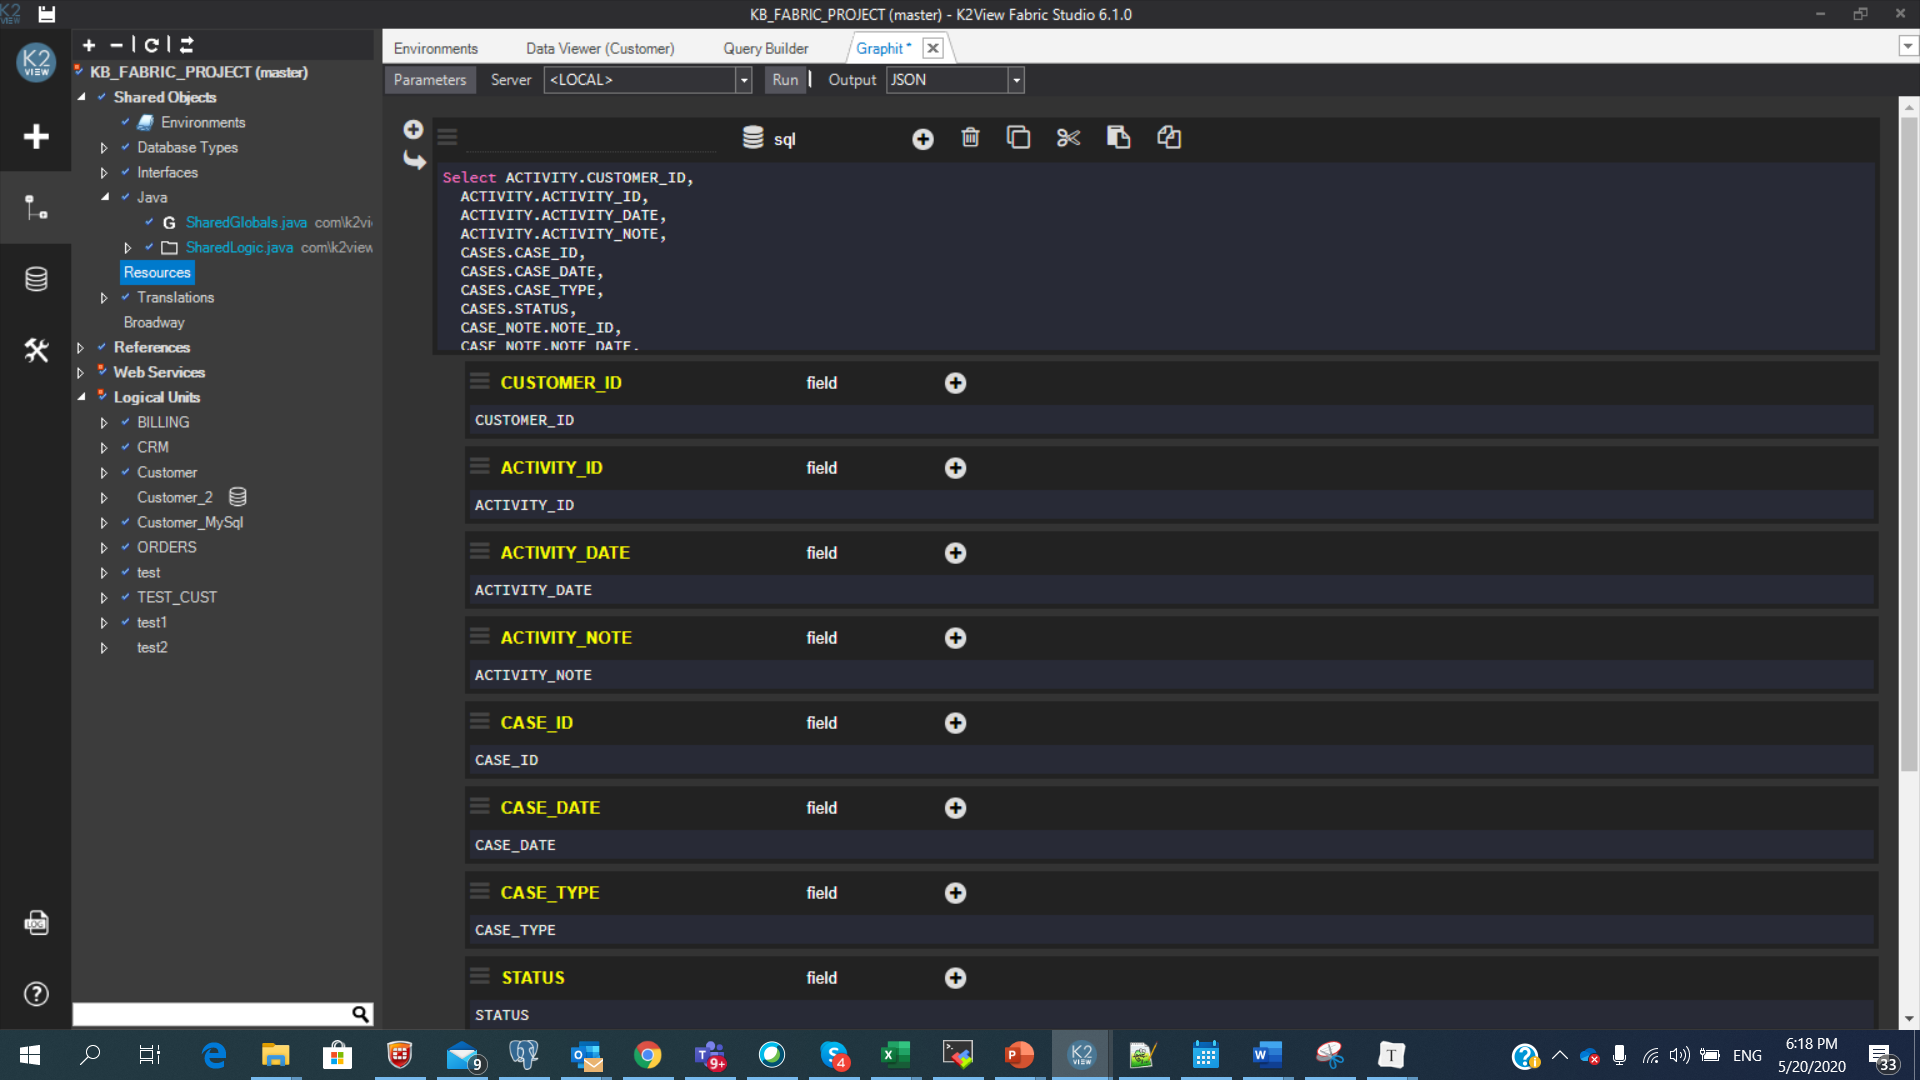 KB_FABRIC_PROJECT (master) - K2View Fabric Studio 6.1.0
K2
VIEW
KB_FABRIC_PROJECT (master)
Shared Objects
Environments
Database Types
Interfaces
Java
G SharedGlobals.java com\k2vi
SharedLogic.java com\k2view
Resources
Translations
Broadway
References
Web Services
Logical Units
BILLING
CRM
Customer
Customer_2
Customer_MySql
ORDERS
test
TEST_CUST
test1
test2
LOG
Environments Data Viewer (Customer) Query Builder Graphit *
Parameters Server <LOCAL> Run Output JSON
sql
Select ACTIVITY.CUSTOMER_ID,
ACTIVITY.ACTIVITY_ID,
ACTIVITY.ACTIVITY_DATE,
ACTIVITY.ACTIVITY_NOTE,
CASES.CASE_ID,
CASES.CASE_DATE,
CASES.CASE_TYPE,
CASES.STATUS,
CASE_NOTE.NOTE_ID,
CASE_NOTE.NOTE_DATE,
CUSTOMER_ID field
CUSTOMER_ID
ACTIVITY_ID field
ACTIVITY_ID
ACTIVITY_DATE field
ACTIVITY_DATE
ACTIVITY_NOTE field
ACTIVITY_NOTE
CASE_ID field
CASE_ID
CASE_DATE field
CASE_DATE
CASE_TYPE field
CASE_TYPE
STATUS field
STATUS
9
9+
4
K2
VIEW
T
ENG
6:18 PM
5/20/2020
33